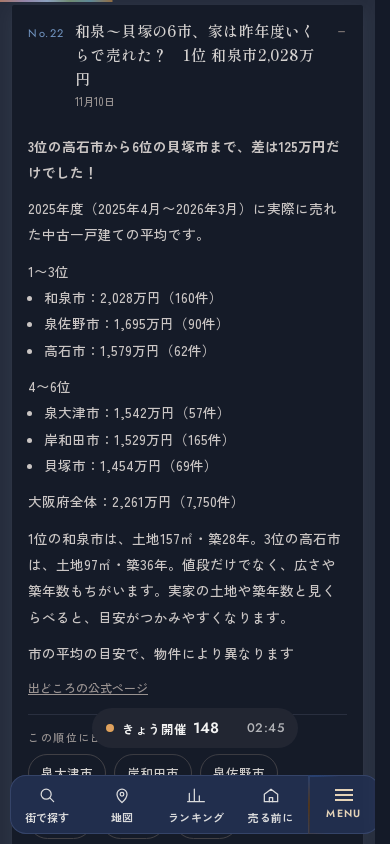 No.22 和泉〜貝塚の6市、家は昨年度いく
らで売れた？　1位 和泉市2,028万
円
11月10日
3位の高石市から6位の貝塚市まで、差は125万円だ
けでした！
2025年度（2025年4月〜2026年3月）に実際に売れ
た中古一戸建ての平均です。
1〜3位
和泉市：2,028万円（160件）
泉佐野市：1,695万円（90件）
高石市：1,579万円（62件）
4〜6位
泉大津市：1,542万円（57件）
岸和田市：1,529万円（165件）
貝塚市：1,454万円（69件）
大阪府全体：2,261万円（7,750件）
1位の和泉市は、土地157㎡・築28年。3位の高石市
は、土地97㎡・築36年。値段だけでなく、広さや
築年数もちがいます。実家の土地や築年数と見く
らべると、目安がつかみやすくなります。
市の平均の目安で、物件により異なります
出どころの公式ページ
この順位に
きょう開催 148 02:45
泉大津市 岸和田市 泉佐野市
街で探す 地図 ランキング 売る前に MENU